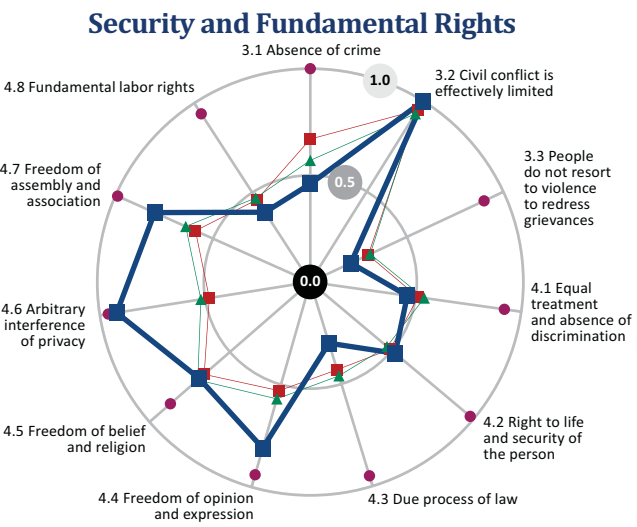 Security and Fundamental Rights
3.1 Absence of crime
1.0
3.2 Civil conflict is
effectively limited
4.8 Fundamental labor rights
3.3 People
do not resort
to violence
to redress
grievances
4.7 Freedom of
assembly and
association
0.5
0.0
4.1 Equal
treatment
and absence of
discrimination
4.6 Arbitrary
interference
of privacy
4.2 Right to life
and security of
the person
4.5 Freedom of belief
and religion
4.4 Freedom of opinion
and expression
4.3 Due process of law